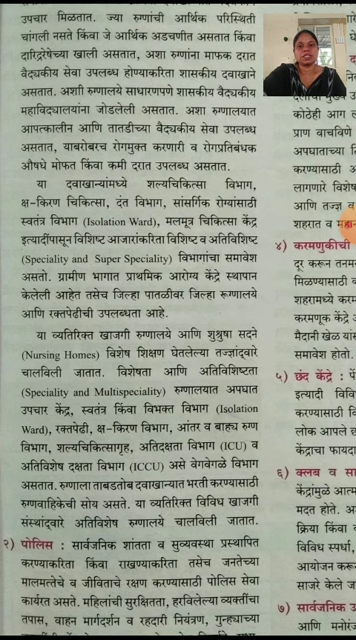 उपचार मिळतात. ज्या रुग्णांची आर्थिक परिस्थिती
चांगली नसते किंवा जे आर्थिक अडचणीत असतात किंवा
दारिद्र्यरेषेच्या खाली असतात, अशा रुग्णांना माफक दरात
वैद्यकीय सेवा उपलब्ध होण्याकरिता शासकीय दवाखाने
असतात. अशी रुग्णालये साधारणपणे शासकीय वैद्यकीय
महाविद्यालयांना जोडलेली असतात. अशा रुग्णालयात
आपत्कालीन आणि तातडीच्या वैद्यकीय सेवा उपलब्ध
असतात, याबरोबरच रोगमुक्त करणारी व रोगप्रतिबंधक
औषधे मोफत किंवा कमी दरात उपलब्ध असतात.
या दवाखान्यांमध्ये शल्यचिकित्सा विभाग,
क्ष-किरण चिकित्सा, दंत विभाग, सांसर्गिक रोग्यांसाठी
स्वतंत्र विभाग (Isolation Ward), मलमूत्र चिकित्सा केंद्र
इत्यादींपासून विशिष्ट आजारांकरिता विशिष्ट व अतिविशिष्ट
(Speciality and Super Speciality) विभागांचा समावेश
असतो. ग्रामीण भागात प्राथमिक आरोग्य केंद्रे स्थापन
केलेली आहेत तसेच जिल्हा पातळीवर जिल्हा रूग्णालये
आणि रक्तपेढीची उपलब्धता आहे.
या व्यतिरिक्त खाजगी रुग्णालये आणि शुश्रुषा सदने
(Nursing Homes) विशेष शिक्षण घेतलेल्या तज्ज्ञांद्वारे
चालविली जातात. विशेषता आणि अतिविशिष्टता
(Speciality and Multispeciality) रुग्णालयात अपघात
उपचार केंद्र, स्वतंत्र किंवा विभक्त विभाग (Isolation
Ward), रक्तपेढी, क्ष-किरण विभाग, आंतर व बाह्य रुग्ण
विभाग, शल्यचिकित्सागृह, अतिदक्षता विभाग (ICU) व
अतिविशेष दक्षता विभाग (ICCU) असे वेगवेगळे विभाग
असतात. रुग्णाला ताबडतोब दवाखान्यात भरती करण्यासाठी
रुग्णवाहिकेची सोय असते. या व्यतिरिक्त विविध खाजगी
संस्थांद्वारे अतिविशेष रुग्णालये चालविली जातात.
२) पोलिस : सार्वजनिक शांतता व सुव्यवस्था प्रस्थापित
करण्याकरिता किंवा राखण्याकरिता तसेच जनतेच्या
मालमत्तेचे व जीविताचे रक्षण करण्यासाठी पोलिस सेवा
कार्यरत असते. महिलांची सुरक्षितता, हरविलेल्या व्यक्तींचा
तपास, वाहन मार्गदर्शन व रहदारी नियंत्रण, गुन्ह्याच्या
कोठेही आग
प्राण वाचविणे
अपघाताच्या
करण्यासाठी
लागणारे विशेष
आणि तज्ज्ञ व
शहरात व
४) करमणुकीची
दूर करून
मिळण्यासाठी
शहरामध्ये
करमणूक केंद्रे
मैदानी खेळ
समावेश होतो.
५) छंद केंद्रे :
इत्यादी
करण्यासाठी
लोक आपले
केंद्राचा
६) क्लब व
केंद्रांमुळे
मदत होते.
क्रिया किंवा
विविध स्पर्धा,
आयोजन
साजरे केले
७) सार्वजनिक
आणि